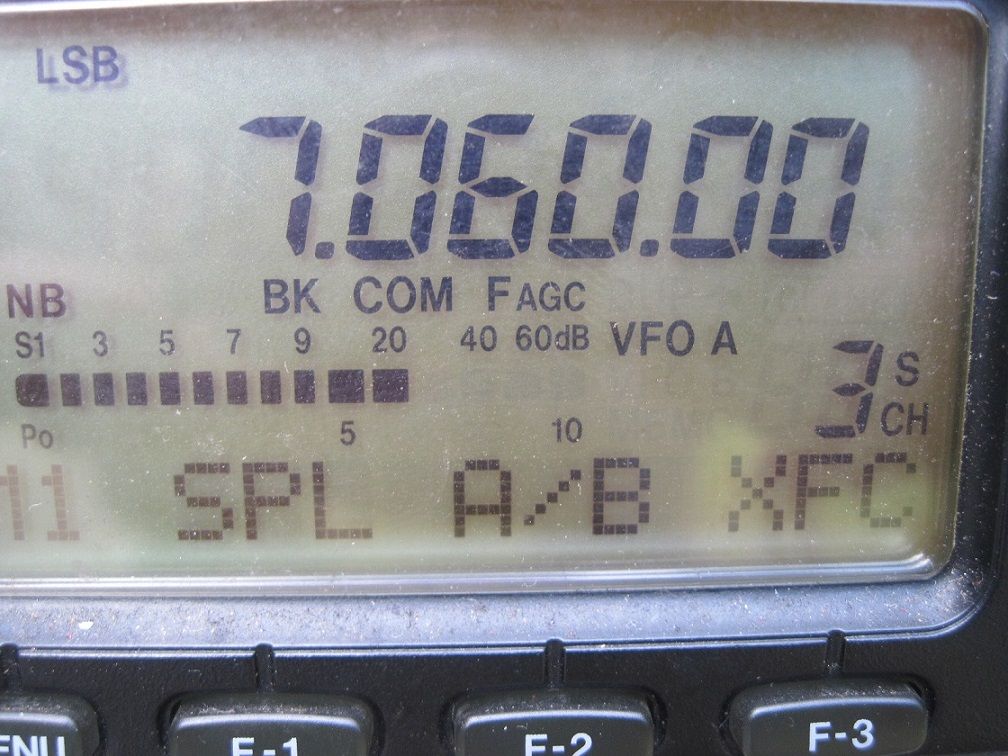 LSB
7.060.00
NB BK COM FAGC
S1 3 5 7 9 20 40 60dB VFO A
3 S CH
Po 5 10
SPL A/B XFC
F-1 F-2 F-3